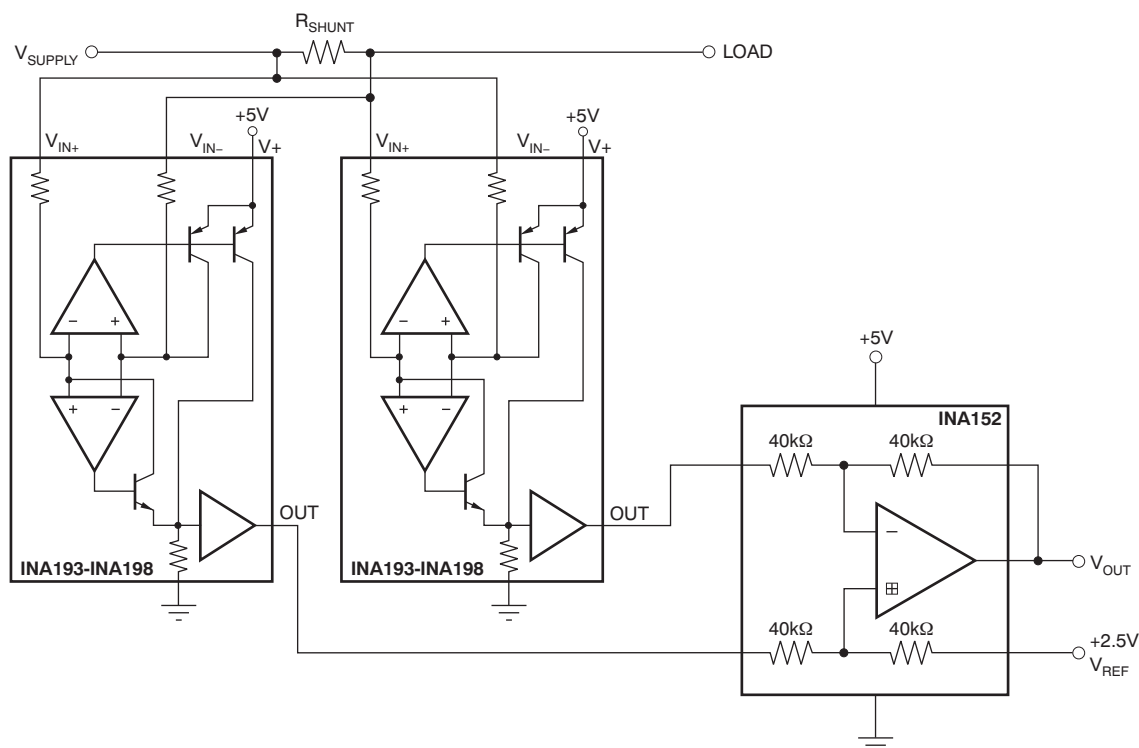 R_SHUNT
V_SUPPLY
LOAD
+5V
+5V
V_IN+
V_IN−
V+
V_IN+
V_IN−
V+
−
+
−
+
+
−
+
−
+5V
INA152
40kΩ
40kΩ
OUT
OUT
INA193-INA198
INA193-INA198
−
+
V_OUT
40kΩ
40kΩ
+2.5V
V_REF